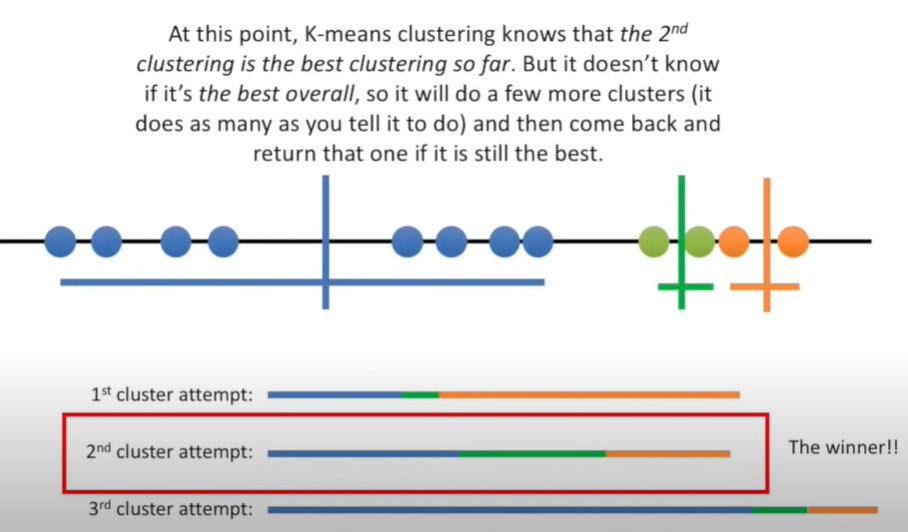 At this point, K-means clustering knows that the 2nd
clustering is the best clustering so far. But it doesn't know
if it's the best overall, so it will do a few more clusters (it
does as many as you tell it to do) and then come back and
return that one if it is still the best.
1st cluster attempt:
2nd cluster attempt:
The winner!!
3rd cluster attempt: